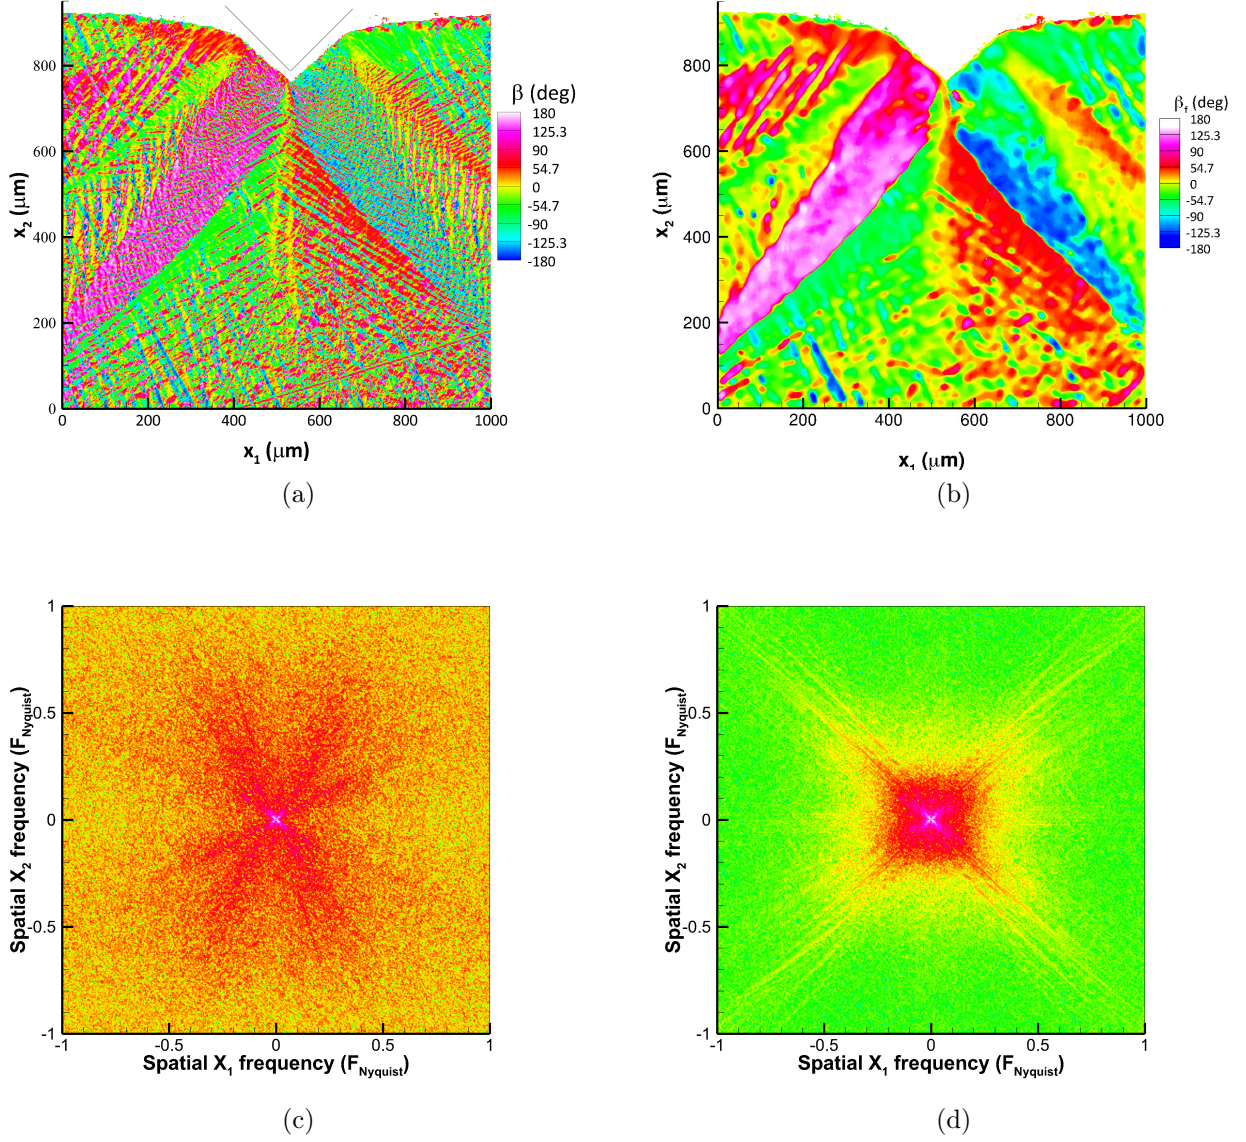 β (deg)
180
125.3
90
54.7
0
-54.7
-90
-125.3
-180
800
600
400
200
0
x₂ (μm)
0 200 400 600 800 1000
x₁ (μm)
(a)
β_f (deg)
180
125.3
90
54.7
0
-54.7
-90
-125.3
-180
800
600
400
200
0
x₂ (μm)
0 200 400 600 800 1000
x₁ (μm)
(b)
1
0.5
0
-0.5
-1
Spatial X₂ frequency (F_Nyquist)
-1 -0.5 0 0.5 1
Spatial X₁ frequency (F_Nyquist)
(c)
1
0.5
0
-0.5
-1
Spatial X₂ frequency (F_Nyquist)
-1 -0.5 0 0.5 1
Spatial X₁ frequency (F_Nyquist)
(d)